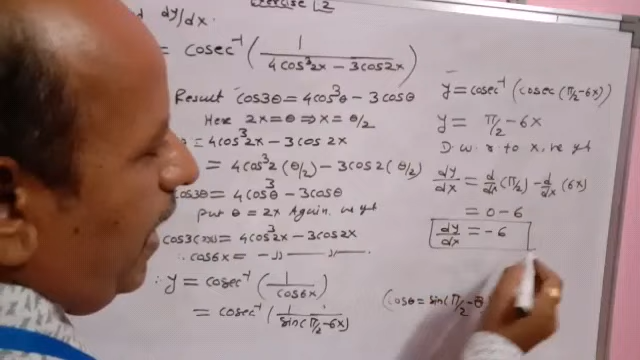 Exercise 2
d dy/dx.
= cosec⁻¹ ( 1 / 4cos³2x − 3cos2x )
Result cos3θ = 4cos³θ − 3cosθ
Here 2x = θ ⇒ x = θ/2
= 4cos³2x − 3cos 2x
= 4cos³2(θ/2) − 3cos2(θ/2)
cos3θ = 4cos³θ − 3cosθ
put θ = 2x Again, we get
cos3(2x) = 4cos³2x − 3cos2x
∴ cos6x = −〃— —〃—
∴ y = cosec⁻¹ ( 1 / cos6x )
= cosec⁻¹ ( 1 / sin(π/2 − 6x) )
y = cosec⁻¹ (cosec(π/2 − 6x))
y = π/2 − 6x
D. w. r. to x, we get
dy/dx = d/dx (π/2) − d/dx (6x)
= 0 − 6
dy/dx = −6
(cosθ = sin(π/2 − θ)